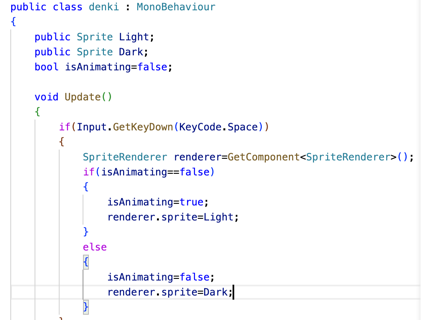 public class denki : MonoBehaviour
{
    public Sprite Light;
    public Sprite Dark;
    bool isAnimating=false;

    void Update()
    {
        if(Input.GetKeyDown(KeyCode.Space))
        {
            SpriteRenderer renderer=GetComponent<SpriteRenderer>();
            if(isAnimating==false)
            {
                isAnimating=true;
                renderer.sprite=Light;
            }
            else
            {
                isAnimating=false;
                renderer.sprite=Dark;
            }